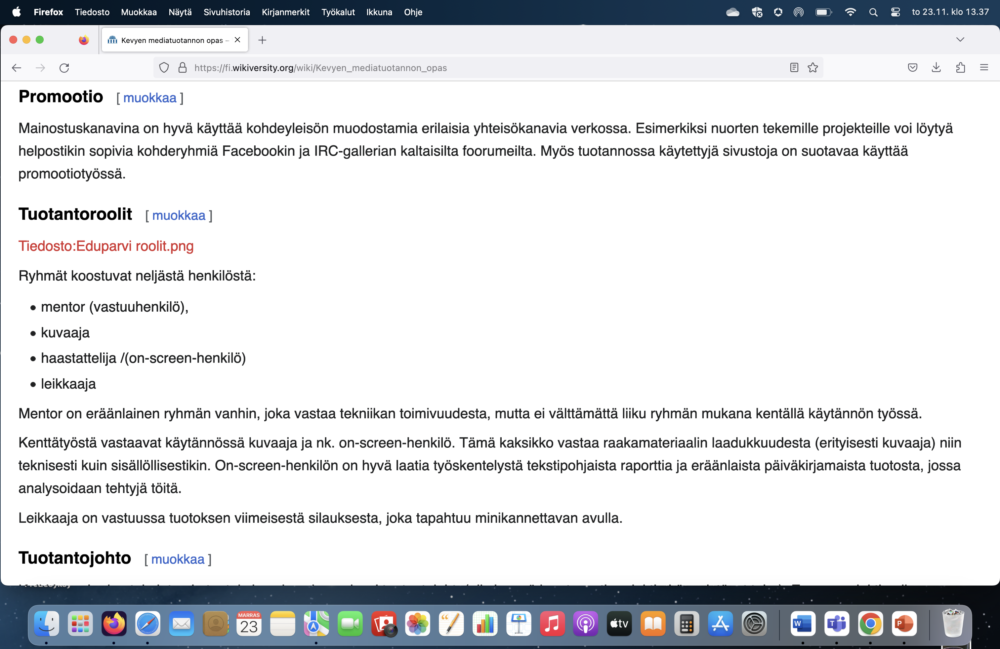 Firefox Tiedosto Muokkaa Näytä Sivuhistoria Kirjanmerkit Työkalut Ikkuna Ohje to 23.11. klo 13.37
Kevyen mediatuotannon opas –
https://fi.wikiversity.org/wiki/Kevyen_mediatuotannon_opas
Promootio [ muokkaa ]
Mainostuskanavina on hyvä käyttää kohdeyleisön muodostamia erilaisia yhteisökanavia verkossa. Esimerkiksi nuorten tekemille projekteille voi löytyä
helpostikin sopivia kohderyhmiä Facebookin ja IRC-gallerian kaltaisilta foorumeilta. Myös tuotannossa käytettyjä sivustoja on suotavaa käyttää
promootiotyössä.
Tuotantoroolit [ muokkaa ]
Tiedosto:Eduparvi roolit.png
Ryhmät koostuvat neljästä henkilöstä:
• mentor (vastuuhenkilö),
• kuvaaja
• haastattelija /(on-screen-henkilö)
• leikkaaja
Mentor on eräänlainen ryhmän vanhin, joka vastaa tekniikan toimivuudesta, mutta ei välttämättä liiku ryhmän mukana kentällä käytännön työssä.
Kenttätyöstä vastaavat käytännössä kuvaaja ja nk. on-screen-henkilö. Tämä kaksikko vastaa raakamateriaalin laadukkuudesta (erityisesti kuvaaja) niin
teknisesti kuin sisällöllisestikin. On-screen-henkilön on hyvä laatia työskentelystä tekstipohjaista raporttia ja eräänlaista päiväkirjamaista tuotosta, jossa
analysoidaan tehtyjä töitä.
Leikkaaja on vastuussa tuotoksen viimeisestä silauksesta, joka tapahtuu minikannettavan avulla.
Tuotantojohto [ muokkaa ]
MARRAS
23
tv
W
T
P